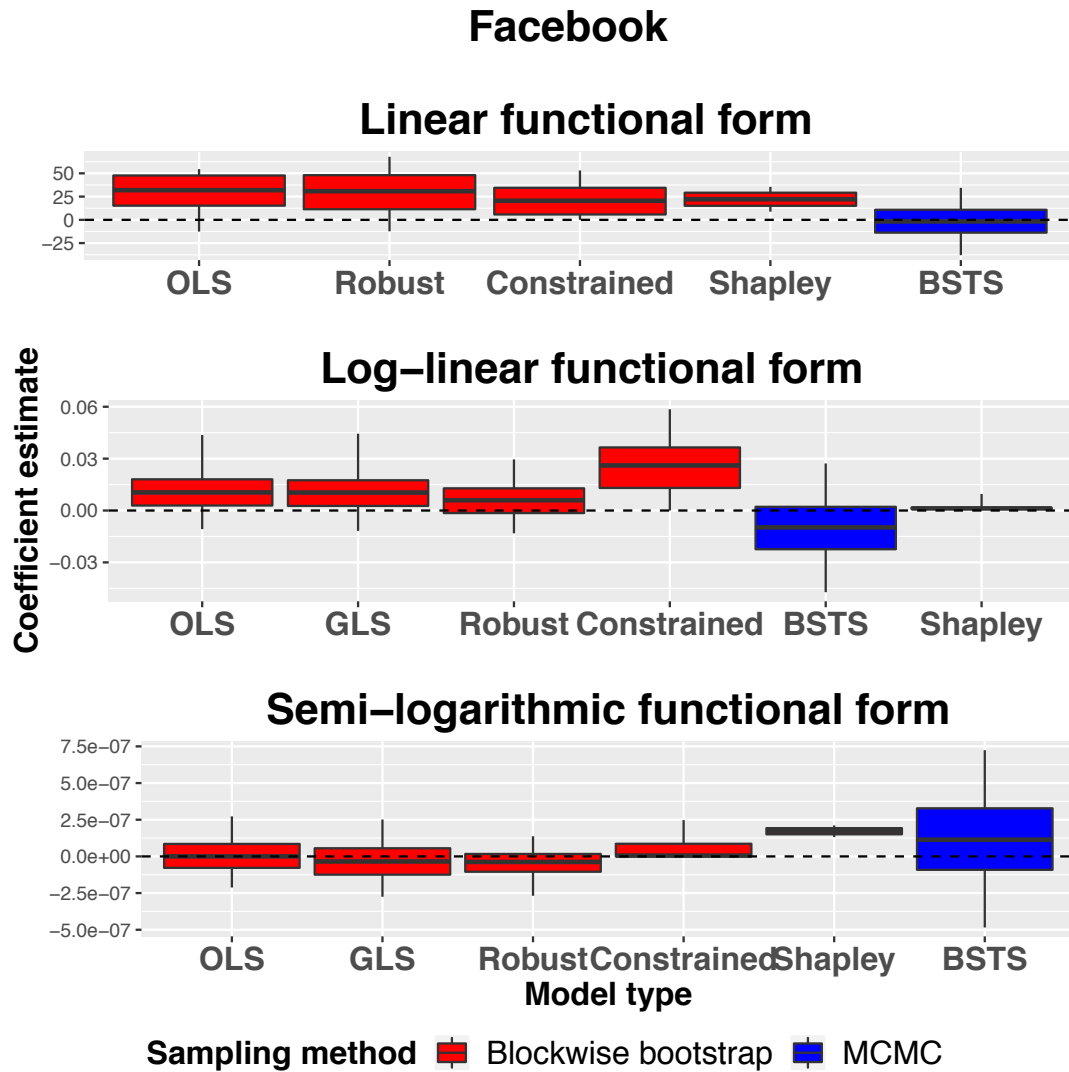 Facebook
Linear functional form
50
25
0
−25
OLS Robust Constrained Shapley BSTS
Coefficient estimate
Log−linear functional form
0.06
0.03
0.00
−0.03
OLS GLS Robust Constrained BSTS Shapley
Semi−logarithmic functional form
7.5e−07
5.0e−07
2.5e−07
0.0e+00
−2.5e−07
−5.0e−07
OLS GLS Robust Constrained Shapley BSTS
Model type
Sampling method Blockwise bootstrap MCMC